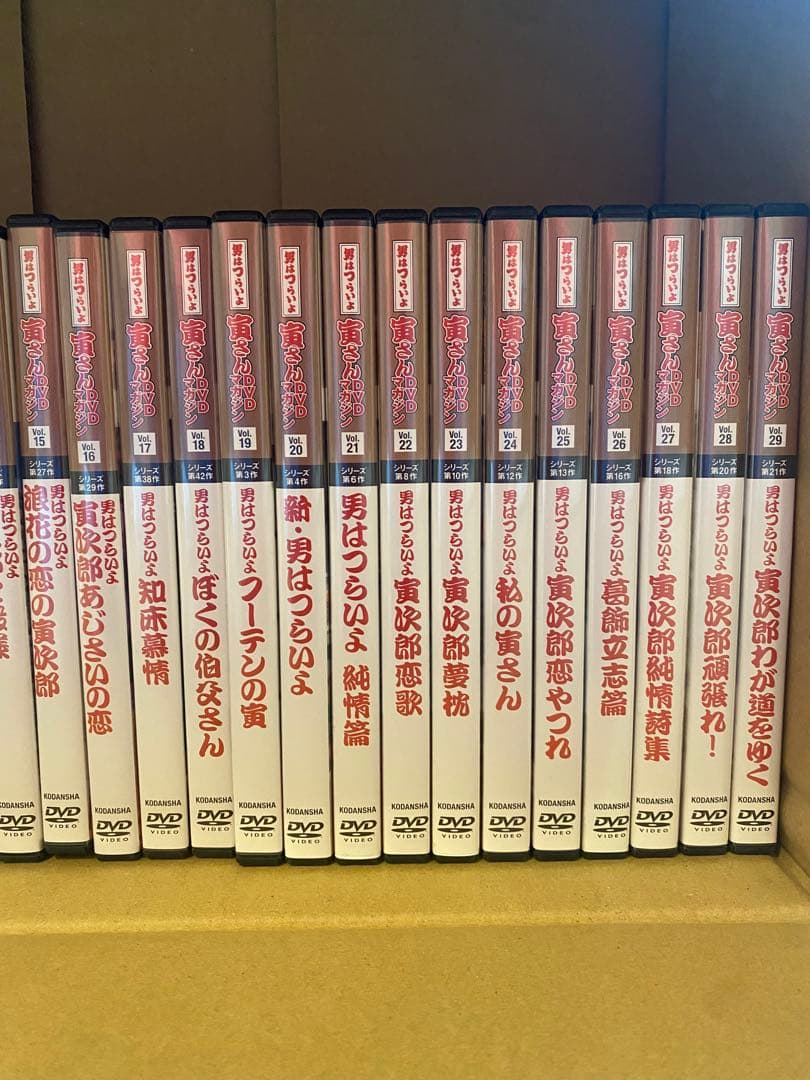 KODANSHA
DVD
VIDEO
男はつらいよ
寅さんDVDマガジン
Vol.15
シリーズ第27作
男はつらいよ
浪花の恋の寅次郎
KODANSHA
DVD
VIDEO
男はつらいよ
寅さんDVDマガジン
Vol.16
シリーズ第29作
男はつらいよ
寅次郎あじさいの恋
KODANSHA
DVD
VIDEO
男はつらいよ
寅さんDVDマガジン
Vol.17
シリーズ第38作
男はつらいよ 知床慕情
KODANSHA
DVD
VIDEO
男はつらいよ
寅さんDVDマガジン
Vol.18
シリーズ第42作
男はつらいよ ぼくの伯父さん
KODANSHA
DVD
VIDEO
男はつらいよ
寅さんDVDマガジン
Vol.19
シリーズ第3作
男はつらいよ フーテンの寅
KODANSHA
DVD
VIDEO
男はつらいよ
寅さんDVDマガジン
Vol.20
シリーズ第4作
新・男はつらいよ
KODANSHA
DVD
VIDEO
男はつらいよ
寅さんDVDマガジン
Vol.21
シリーズ第6作
男はつらいよ 純情篇
KODANSHA
DVD
VIDEO
男はつらいよ
寅さんDVDマガジン
Vol.22
シリーズ第8作
男はつらいよ 寅次郎恋歌
KODANSHA
DVD
VIDEO
男はつらいよ
寅さんDVDマガジン
Vol.23
シリーズ第10作
男はつらいよ 寅次郎夢枕
KODANSHA
DVD
VIDEO
男はつらいよ
寅さんDVDマガジン
Vol.24
シリーズ第12作
男はつらいよ 私の寅さん
KODANSHA
DVD
VIDEO
男はつらいよ
寅さんDVDマガジン
Vol.25
シリーズ第13作
男はつらいよ 寅次郎恋やつれ
KODANSHA
DVD
VIDEO
男はつらいよ
寅さんDVDマガジン
Vol.26
シリーズ第16作
男はつらいよ 葛飾立志篇
KODANSHA
DVD
VIDEO
男はつらいよ
寅さんDVDマガジン
Vol.27
シリーズ第18作
男はつらいよ 寅次郎純情詩集
KODANSHA
DVD
VIDEO
男はつらいよ
寅さんDVDマガジン
Vol.28
シリーズ第20作
男はつらいよ 寅次郎頑張れ!
KODANSHA
DVD
VIDEO
男はつらいよ
寅さんDVDマガジン
Vol.29
シリーズ第21作
男はつらいよ 寅次郎わが道をゆく
KODANSHA
DVD
VIDEO